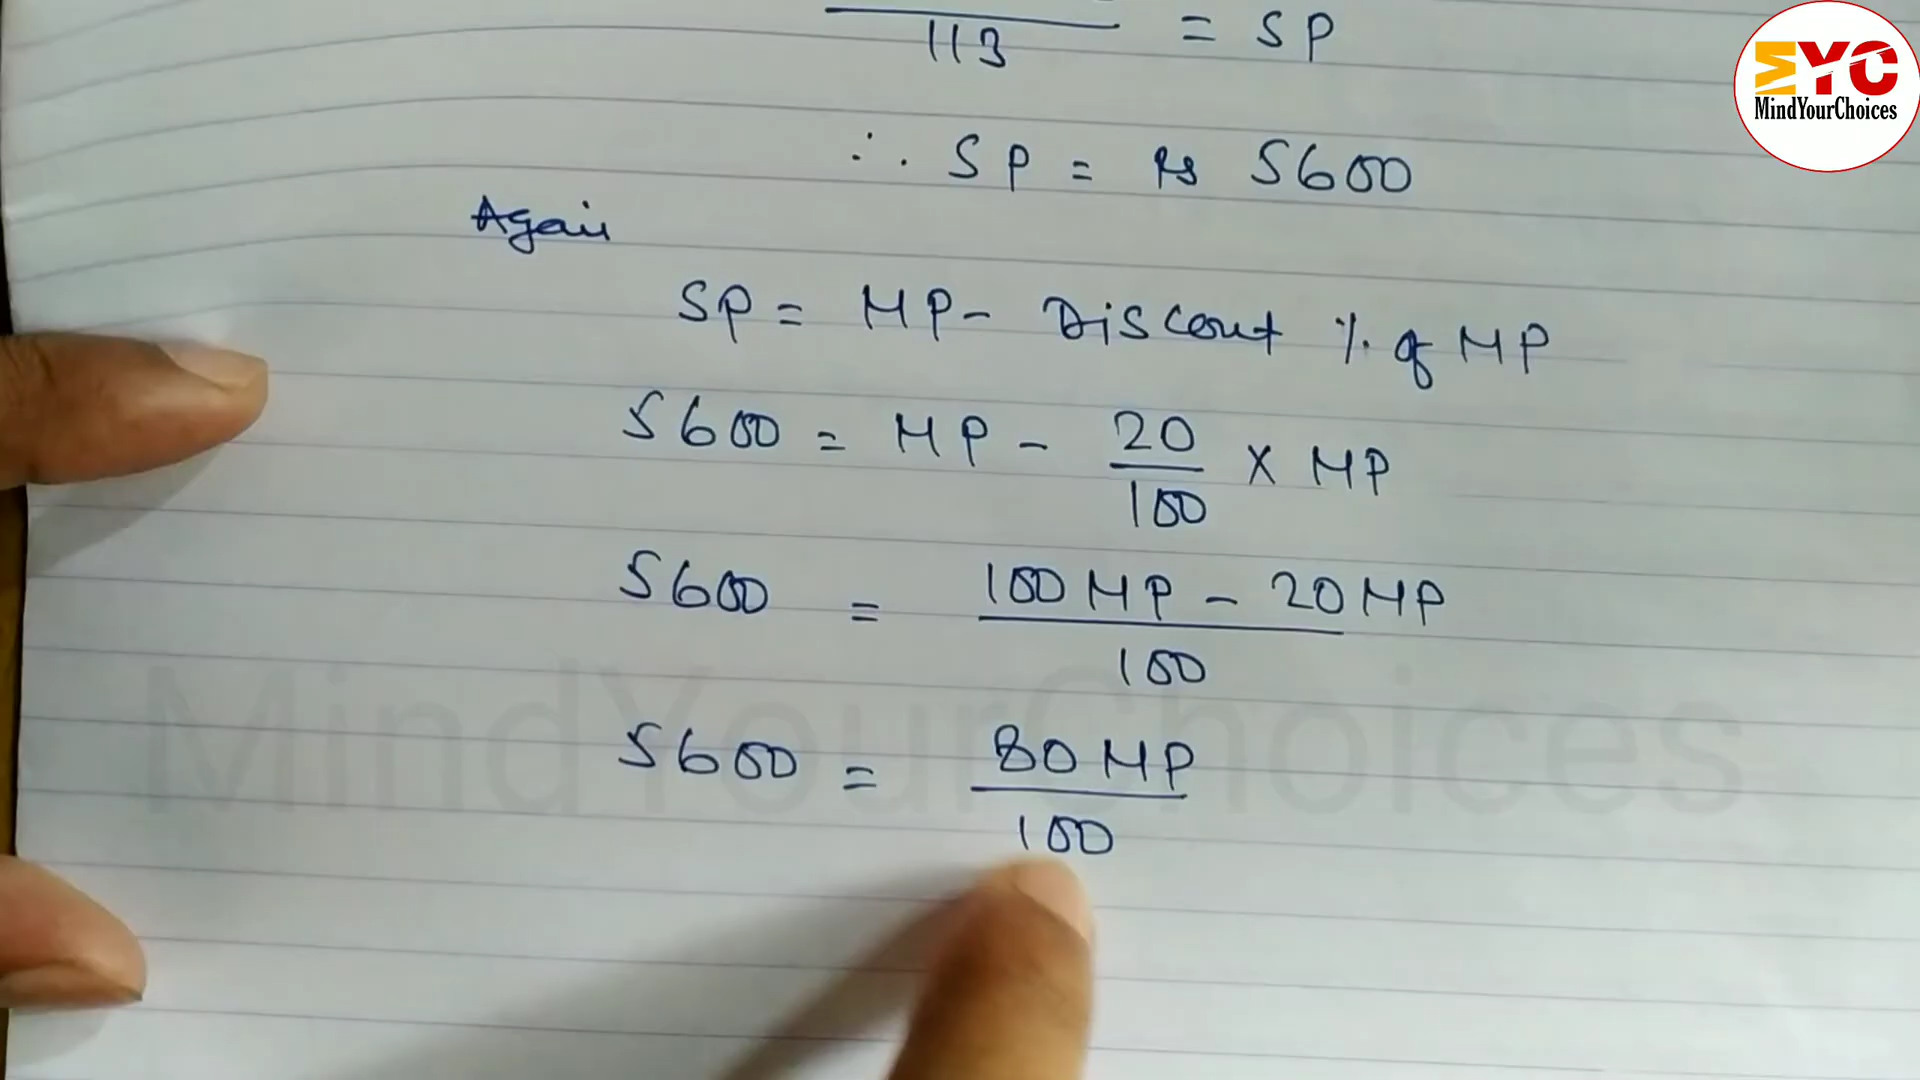 113 = SP
MYC
MindYourChoices
∴ SP = Rs 5600
Again
SP = MP - Discount % of MP
5600 = MP - 20/100 × MP
5600 = 100MP - 20MP/100
5600 = 80MP/100
MindYourChoices